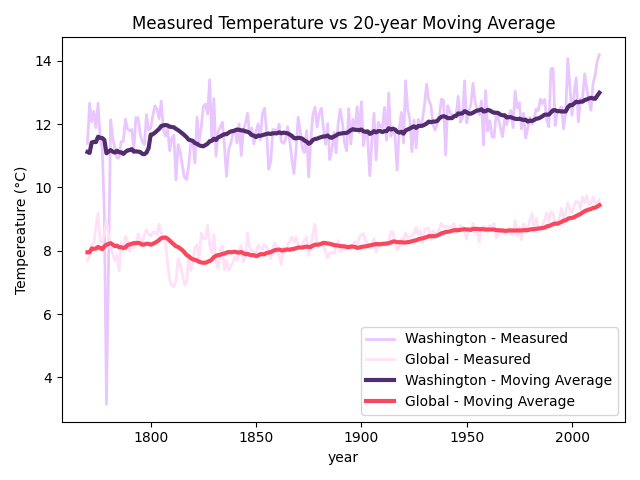 Measured Temperature vs 20-year Moving Average
Tempereature (°C)
14
12
10
8
6
4
1800
1850
1900
1950
2000
year
Washington - Measured
Global - Measured
Washington - Moving Average
Global - Moving Average